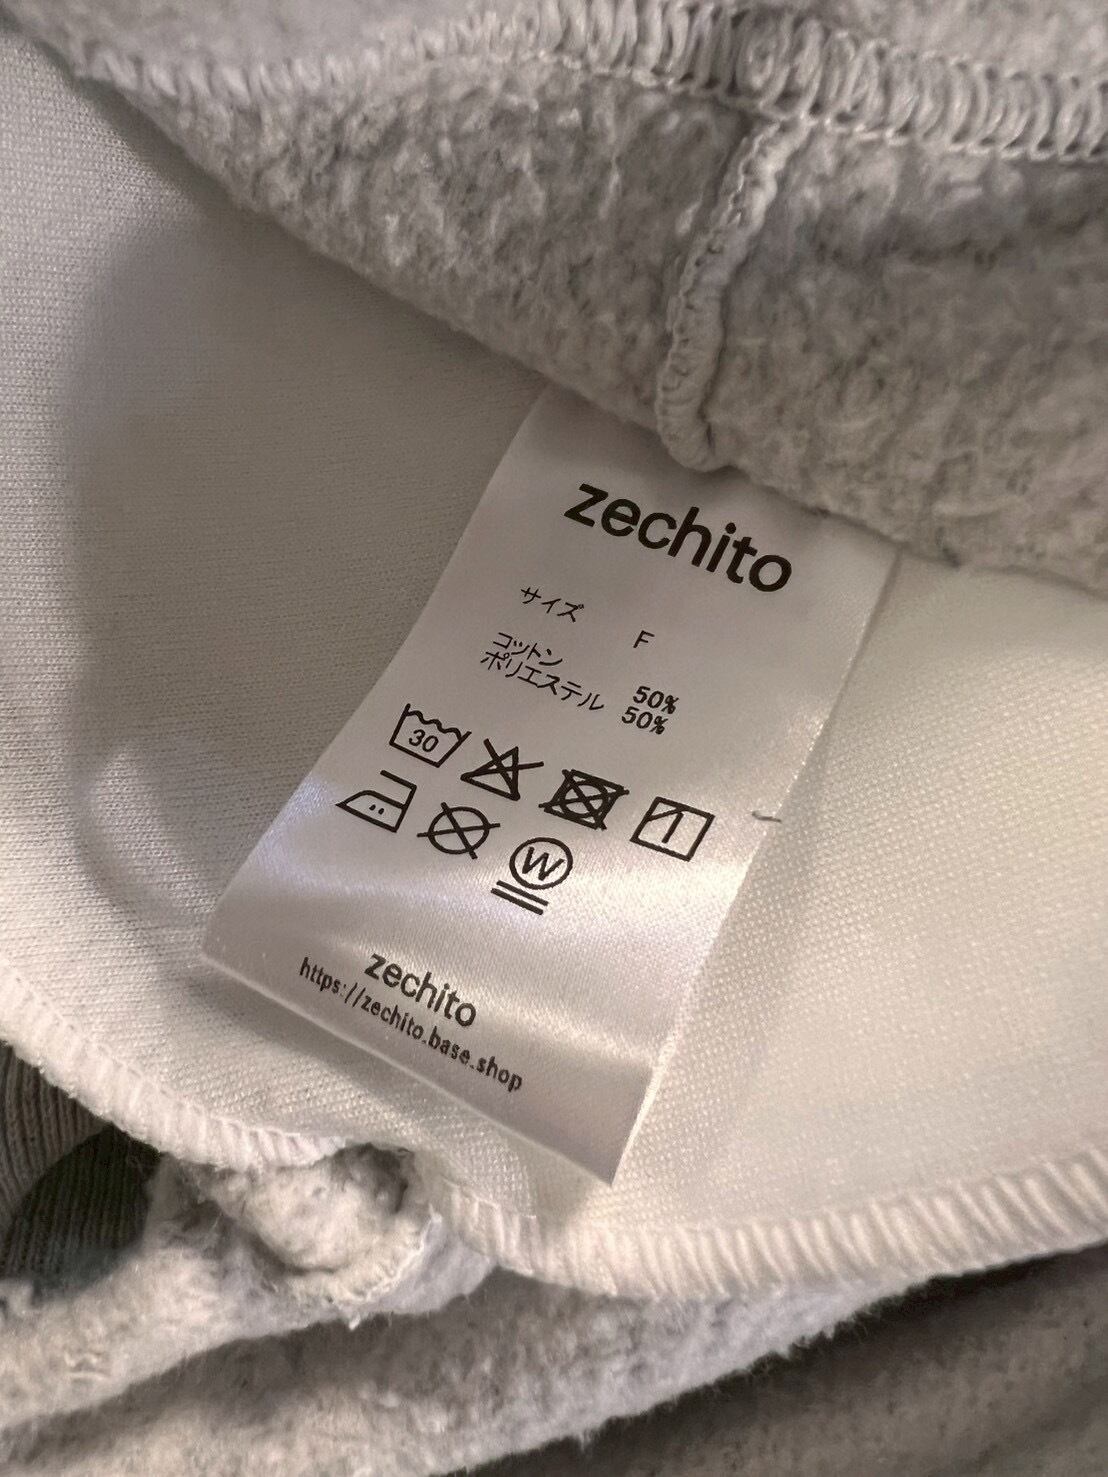 zechito
サイズ F
コットン 50%
ポリエステル 50%
30
W
zechito
https://zechito.base.shop